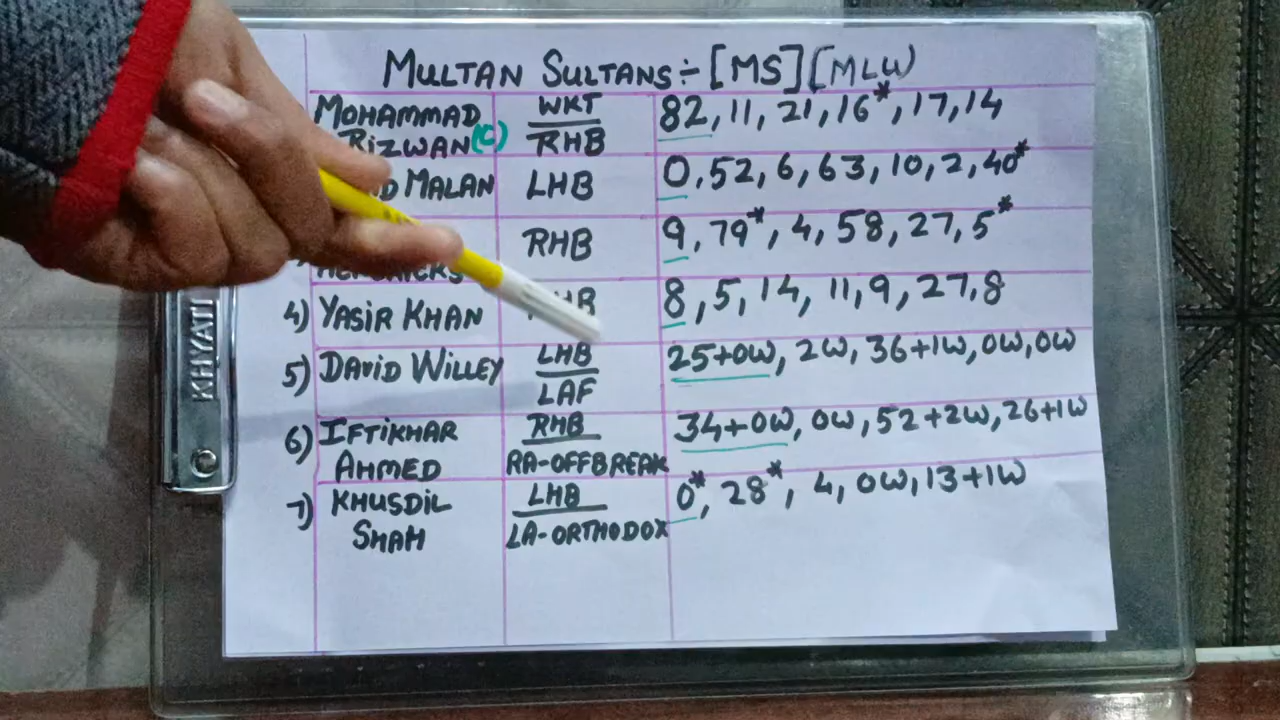 MULTAN SULTANS÷[MS][MLW)
MOHAMMAD WKT 82, 11, 21, 16*, 17, 14
RIZWAN(C) RHB
MALAN LHB 0, 52, 6, 63, 10, 2, 40*
RHB 9, 79*, 4, 58, 27, 5*
4) YASIR KHAN 8, 5, 14, 11, 9, 27, 8
5) DAVID WILLEY LHB 25+0W, 2W, 36+1W, 0W, 0W
LAF
6) IFTIKHAR RHB 34+0W, 0W, 52+2W, 26+1W
AHMED RA-OFFBREAK
7) KHUSDIL LHB 0*, 28*, 4, 0W, 13+1W
SHAH LA-ORTHODOX
KHYATI